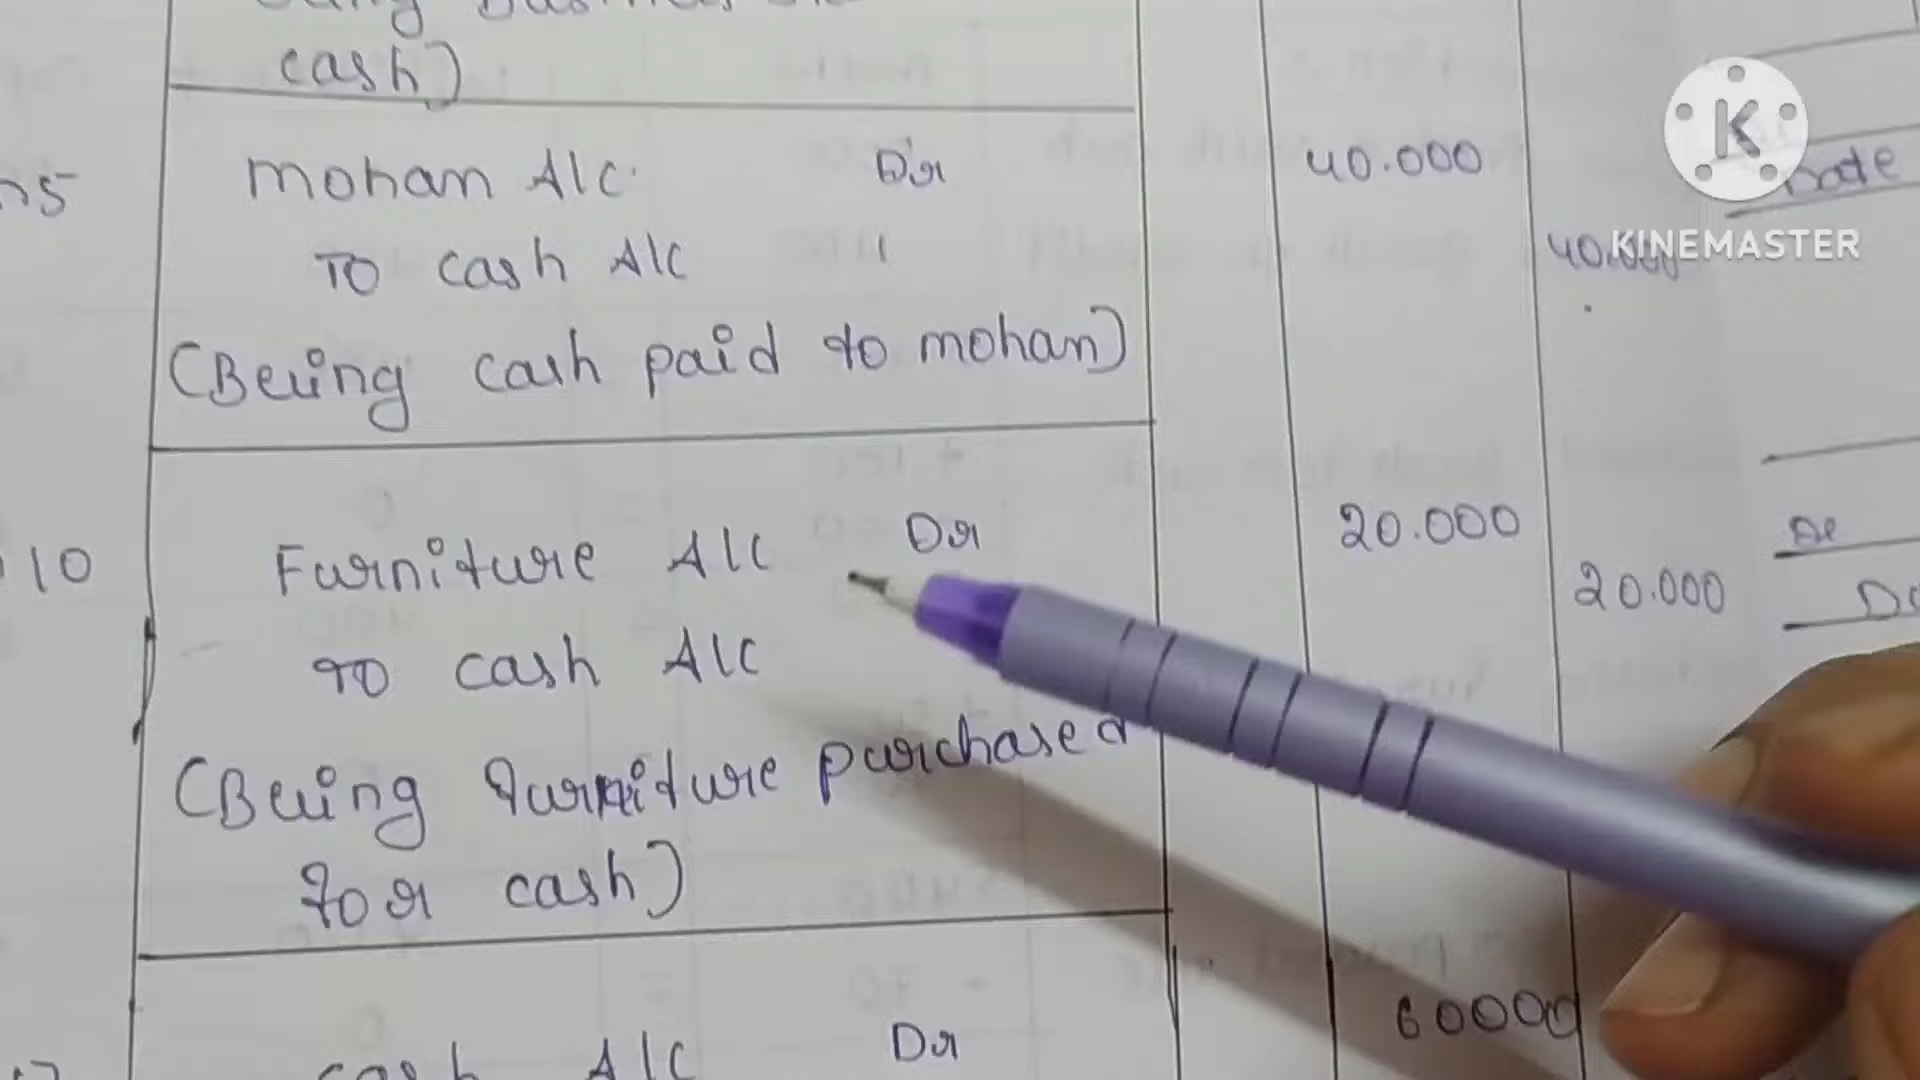 cash)
Mohan A/c Dr 40.000
To cash A/c 40.000
(Being cash paid to mohan)
10 Furniture A/c Dr 20.000
To cash A/c 20.000
(Being furniture purchased
for cash)
cash A/c Dr 60000
K
KINEMASTER
Date